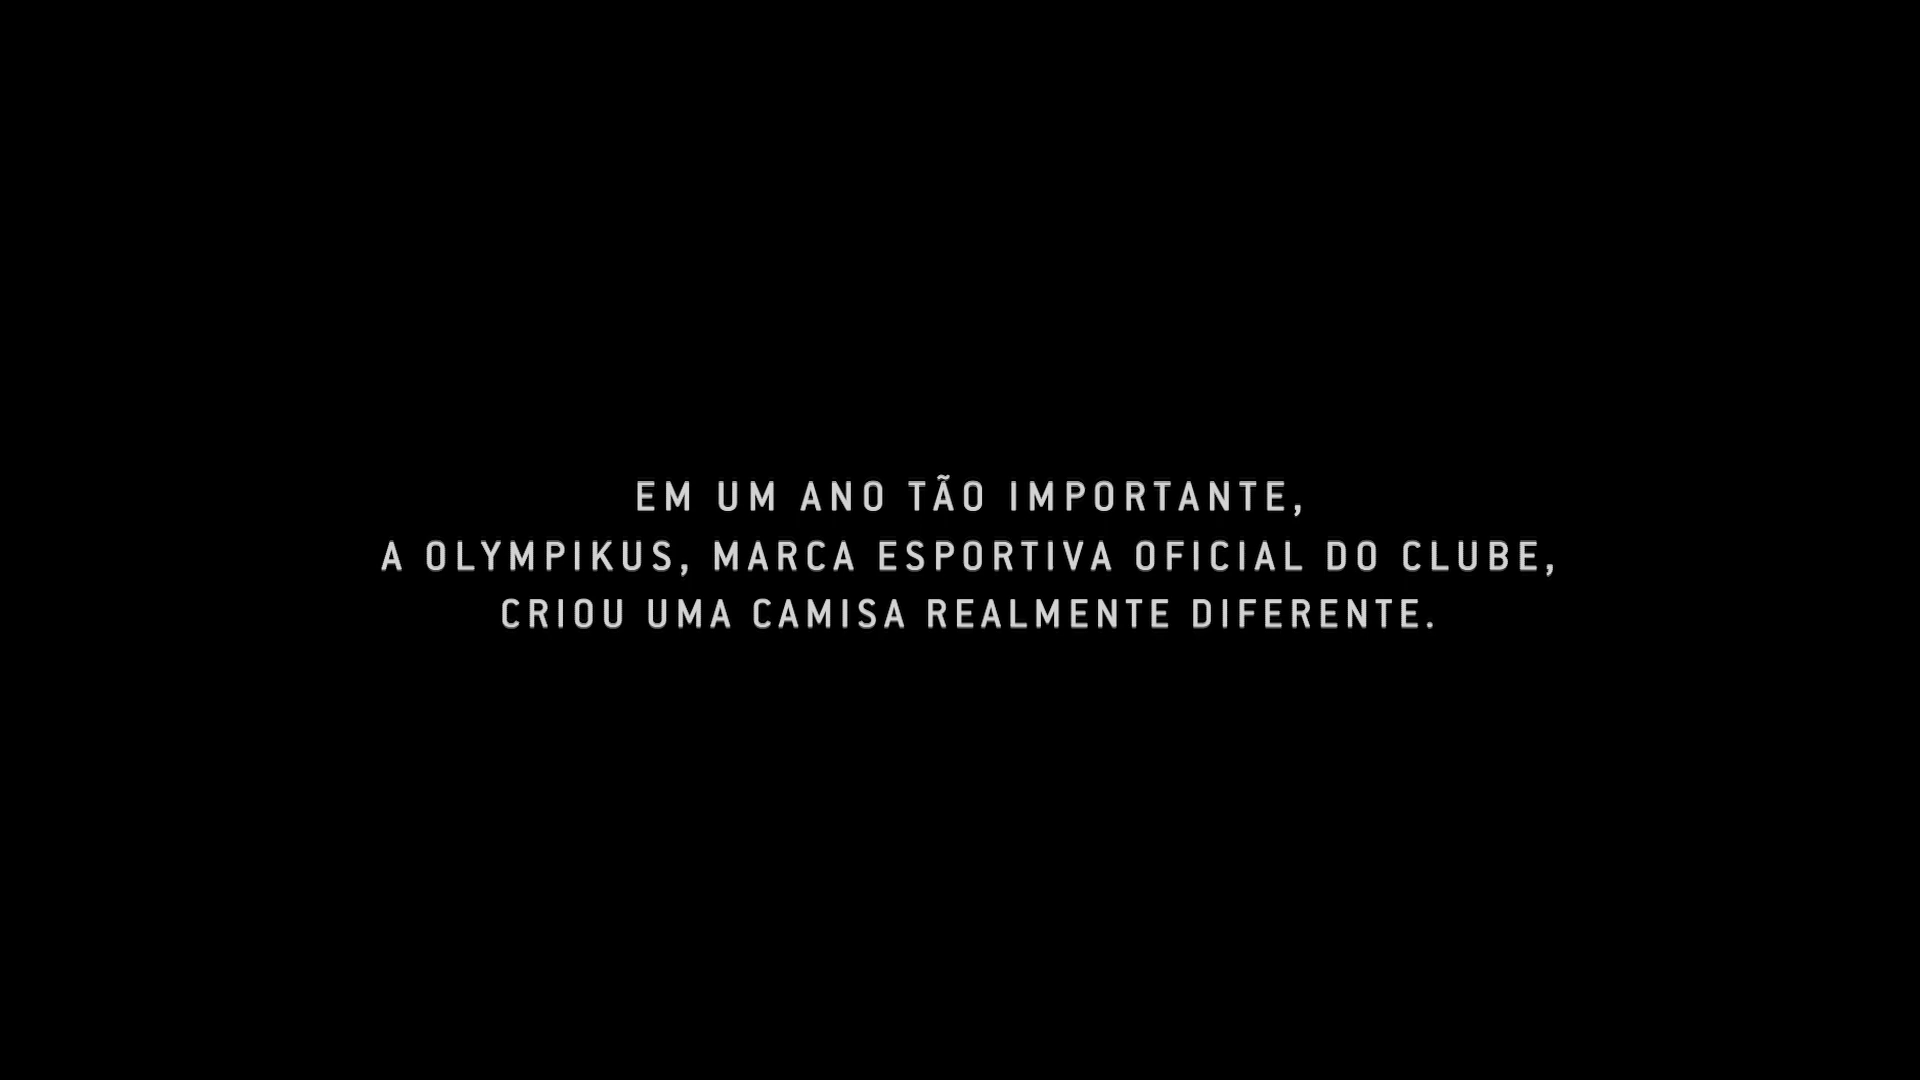 EM UM ANO TÃO IMPORTANTE,
A OLYMPIKUS, MARCA ESPORTIVA OFICIAL DO CLUBE,
CRIOU UMA CAMISA REALMENTE DIFERENTE.